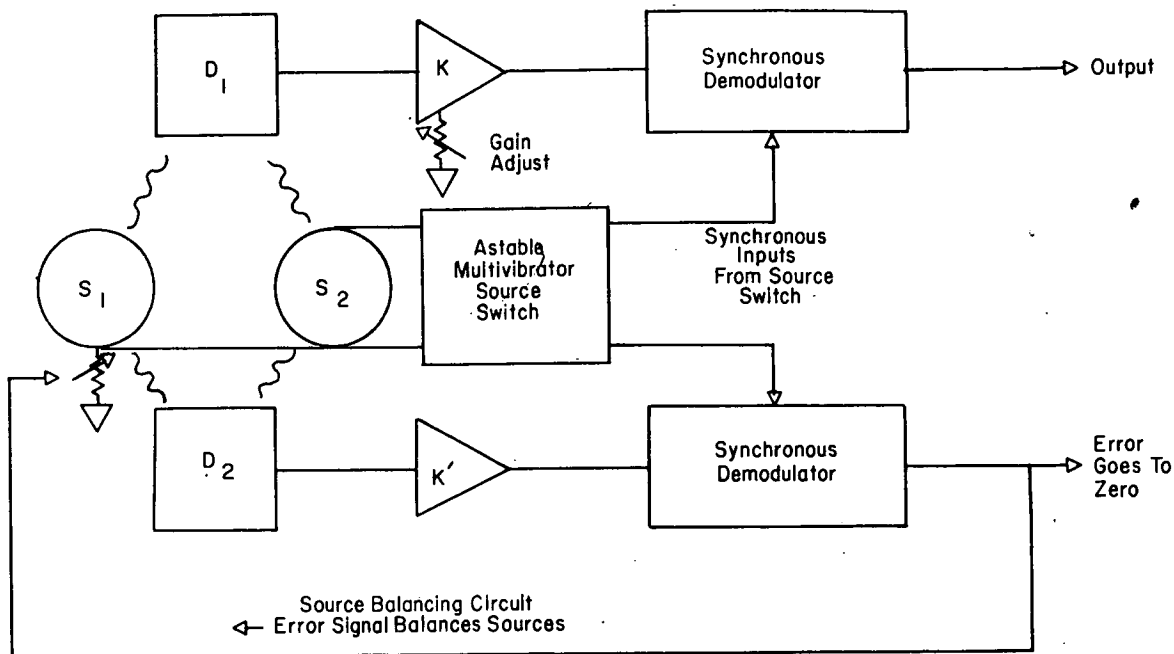 D1
K
Synchronous
Demodulator
Output
Gain
Adjust
S1
S2
Astable
Multivibrator
Source
Switch
Synchronous
Inputs
From Source
Switch
D2
K'
Synchronous
Demodulator
Error
Goes To
Zero
Source Balancing Circuit
Error Signal Balances Sources